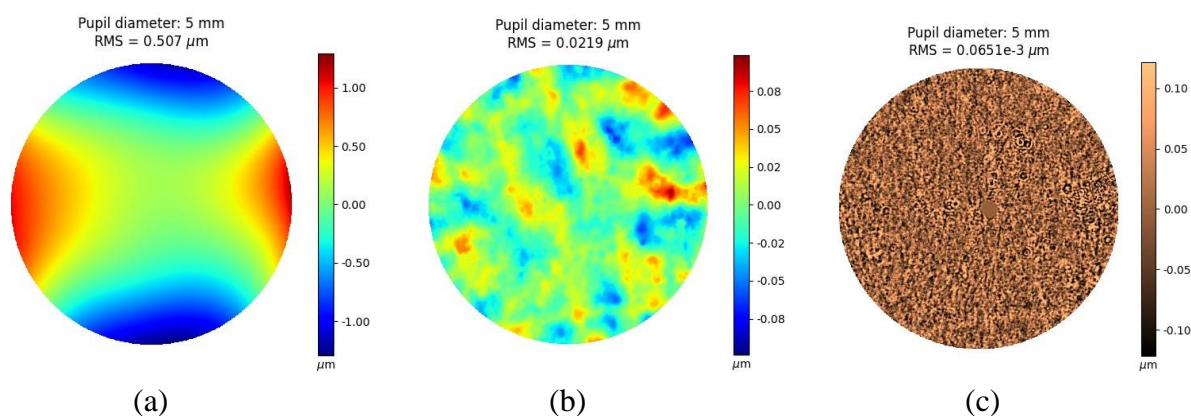 Pupil diameter: 5 mm
RMS = 0.507 μm
1.00
0.50
0.00
-0.50
-1.00
μm
(a)
Pupil diameter: 5 mm
RMS = 0.0219 μm
0.08
0.05
0.02
0.00
-0.02
-0.05
-0.08
μm
(b)
Pupil diameter: 5 mm
RMS = 0.0651e-3 μm
0.10
0.05
0.00
-0.05
-0.10
μm
(c)